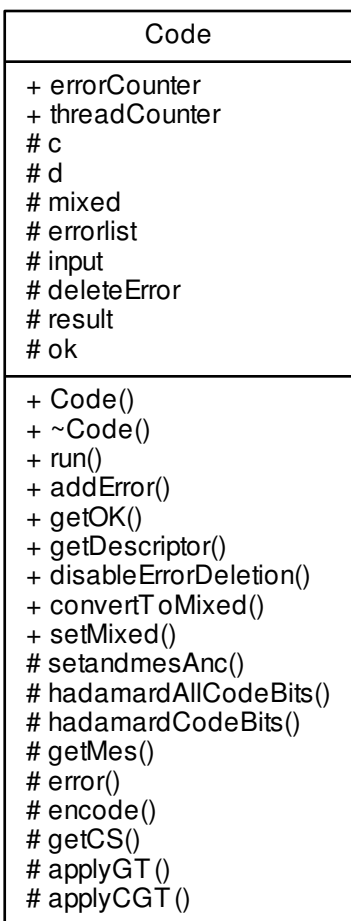 Code
+ errorCounter
+ threadCounter
# c
# d
# mixed
# errorlist
# input
# deleteError
# result
# ok
+ Code()
+ ~Code()
+ run()
+ addError()
+ getOK()
+ getDescriptor()
+ disableErrorDeletion()
+ convertToMixed()
+ setMixed()
# setandmesAnc()
# hadamardAllCodeBits()
# hadamardCodeBits()
# getMes()
# error()
# encode()
# getCS()
# applyGT()
# applyCGT()